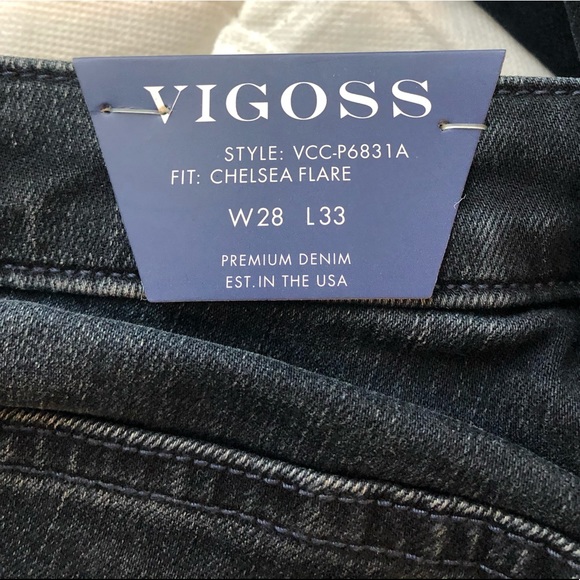 VIGOSS
STYLE: VCC-P6831A
FIT: CHELSEA FLARE
W28 L33
PREMIUM DENIM
EST. IN THE USA